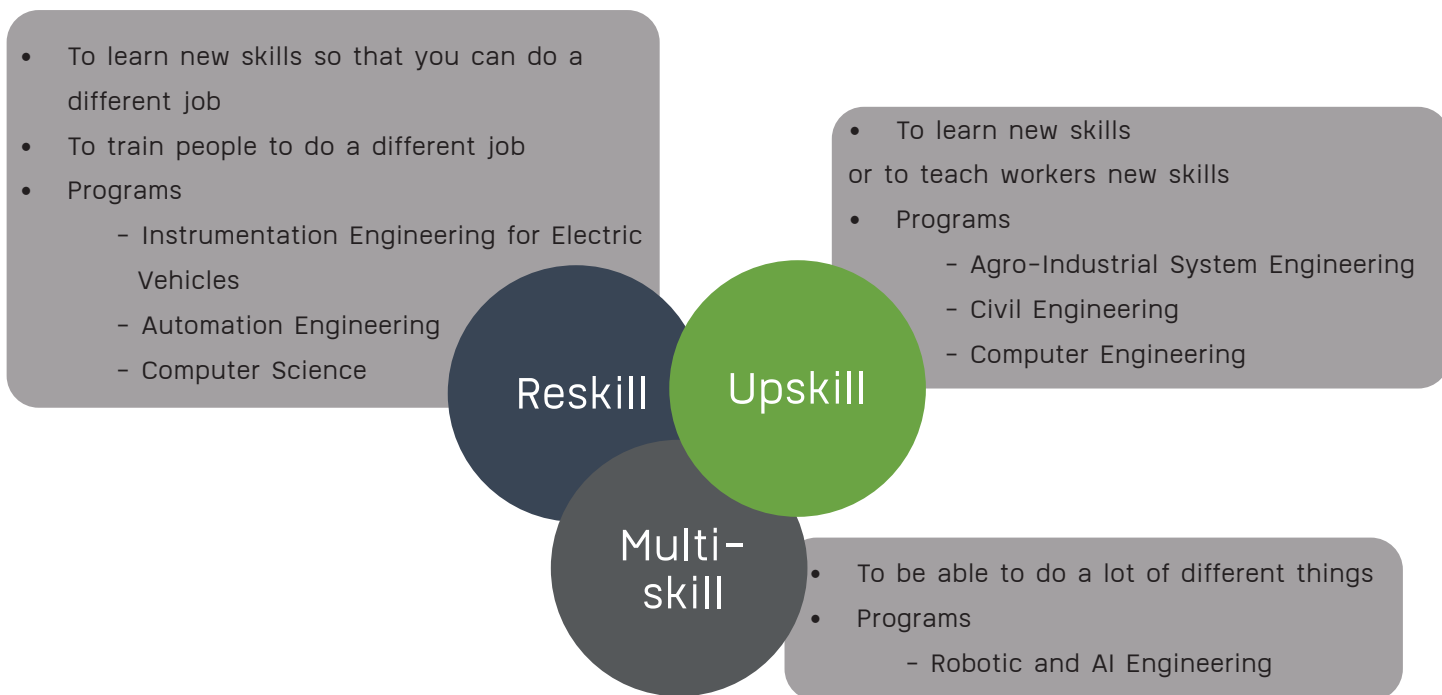 • To learn new skills so that you can do a
different job
• To train people to do a different job
• Programs
- Instrumentation Engineering for Electric
Vehicles
- Automation Engineering
- Computer Science
Reskill
• To learn new skills
or to teach workers new skills
• Programs
- Agro-Industrial System Engineering
- Civil Engineering
- Computer Engineering
Upskill
Multi-
skill
• To be able to do a lot of different things
• Programs
- Robotic and AI Engineering